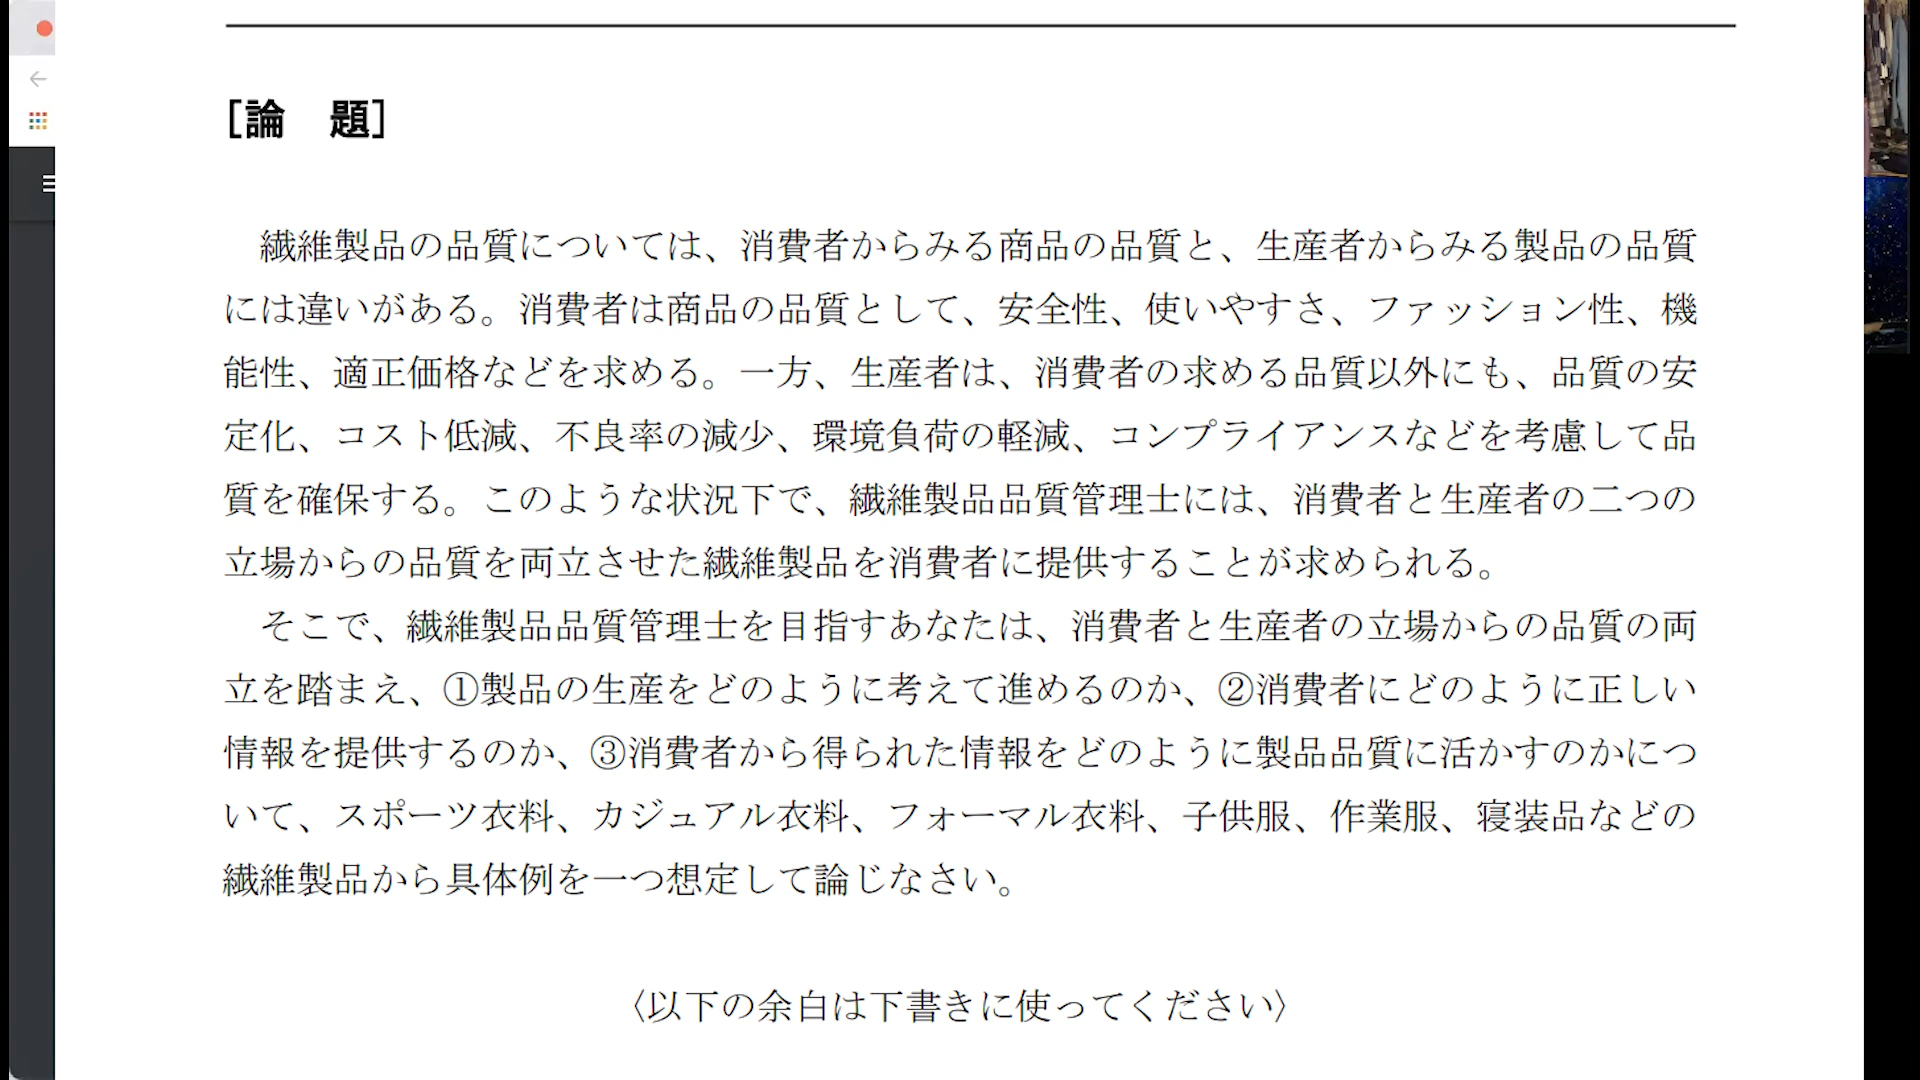 ［論　題］
繊維製品の品質については、消費者からみる商品の品質と、生産者からみる製品の品質
には違いがある。消費者は商品の品質として、安全性、使いやすさ、ファッション性、機
能性、適正価格などを求める。一方、生産者は、消費者の求める品質以外にも、品質の安
定化、コスト低減、不良率の減少、環境負荷の軽減、コンプライアンスなどを考慮して品
質を確保する。このような状況下で、繊維製品品質管理士には、消費者と生産者の二つの
立場からの品質を両立させた繊維製品を消費者に提供することが求められる。
そこで、繊維製品品質管理士を目指すあなたは、消費者と生産者の立場からの品質の両
立を踏まえ、①製品の生産をどのように考えて進めるのか、②消費者にどのように正しい
情報を提供するのか、③消費者から得られた情報をどのように製品品質に活かすのかにつ
いて、スポーツ衣料、カジュアル衣料、フォーマル衣料、子供服、作業服、寝装品などの
繊維製品から具体例を一つ想定して論じなさい。
〈以下の余白は下書きに使ってください〉